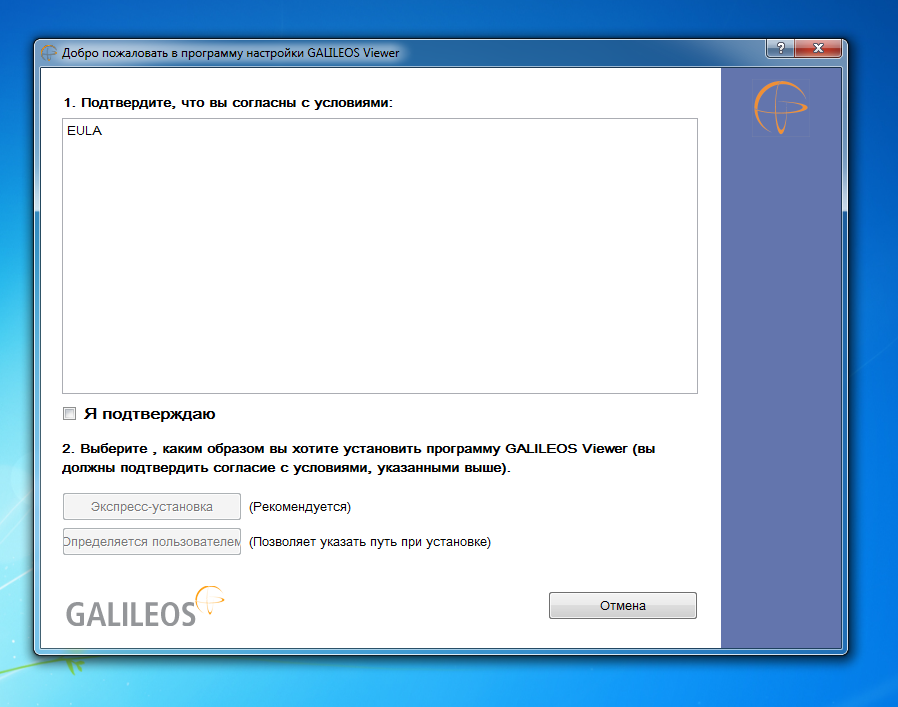 Добро пожаловать в программу настройки GALILEOS Viewer
?
1. Подтвердите, что вы согласны с условиями:
EULA
Я подтверждаю
2. Выберите , каким образом вы хотите установить программу GALILEOS Viewer (вы
должны подтвердить согласие с условиями, указанными выше).
Экспресс-установка (Рекомендуется)
Определяется пользователем (Позволяет указать путь при установке)
GALILEOS
Отмена